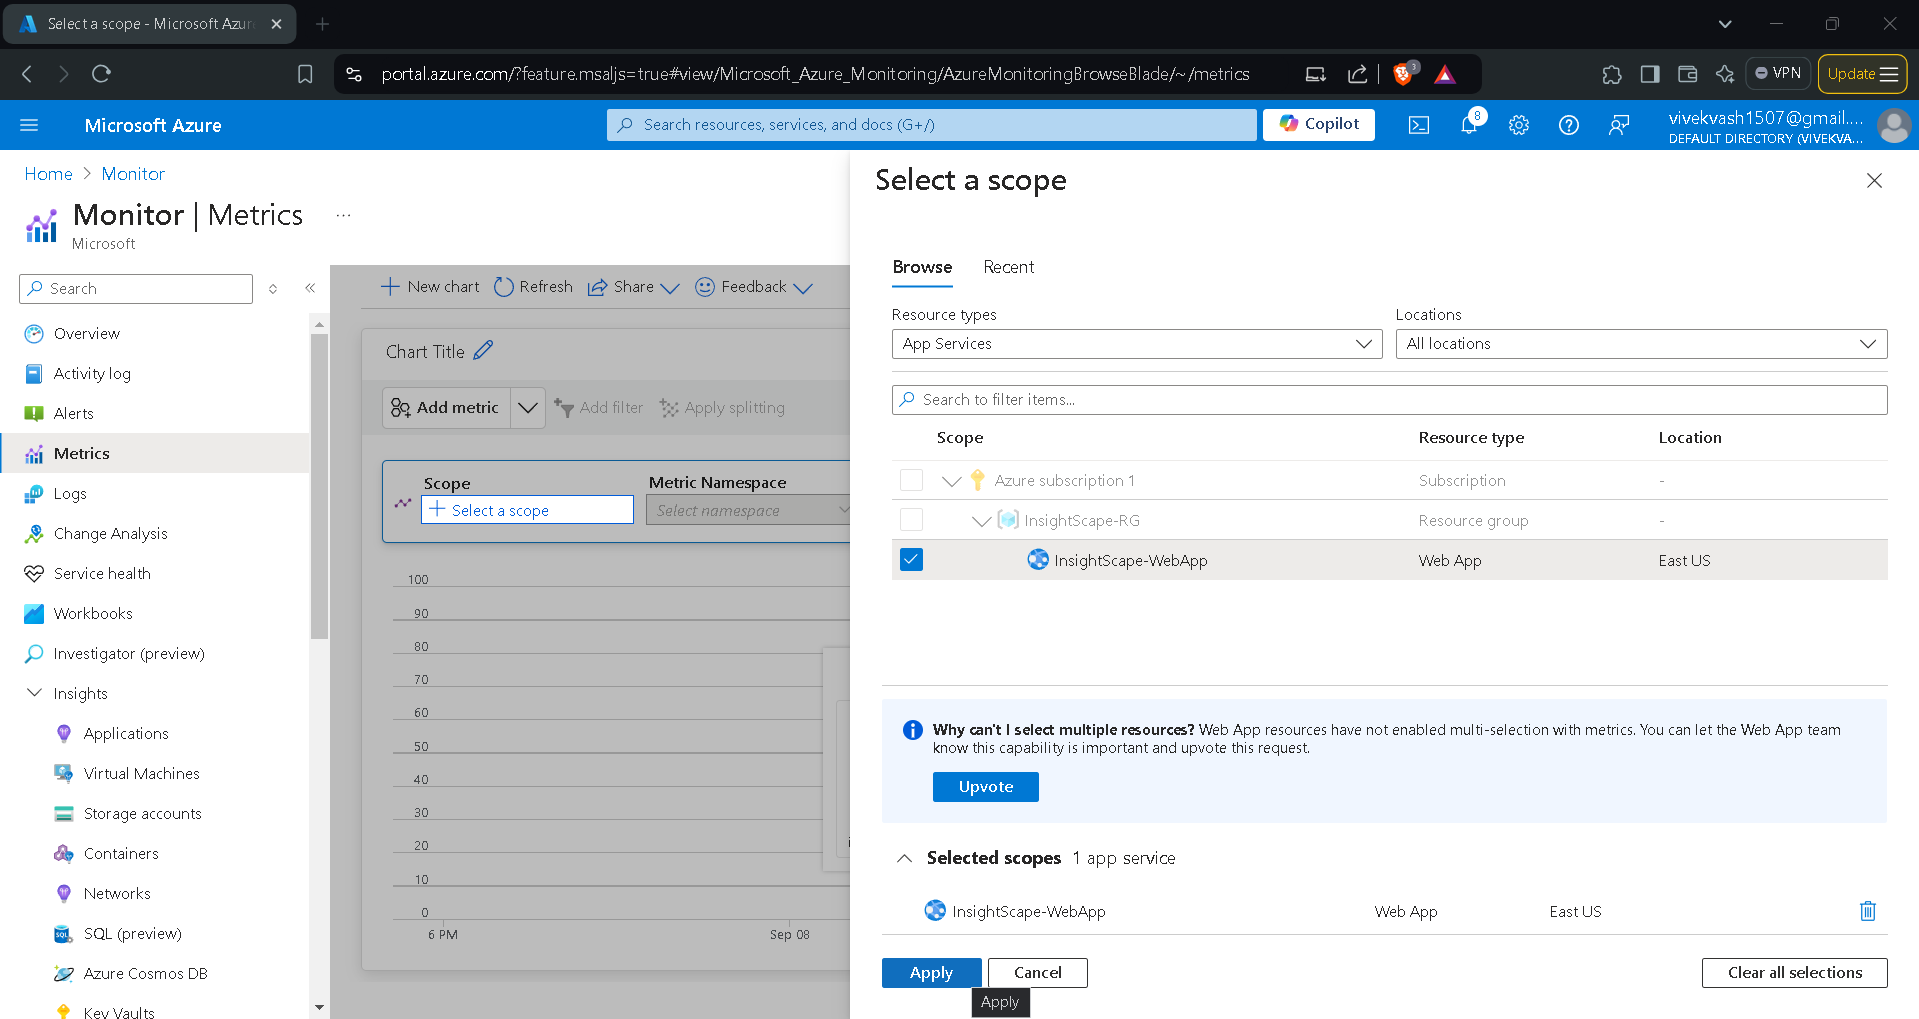 Select a scope - Microsoft Azur
portal.azure.com/?feature.msaljs=true#view/Microsoft_Azure_Monitoring/AzureMonitoringBrowseBlade/~/metrics
3
VPN
Update
Microsoft Azure
Search resources, services, and docs (G+/)
Copilot
8
vivekvash1507@gmail....
DEFAULT DIRECTORY (VIVEKVA...
Home > Monitor
Monitor | Metrics
...
Microsoft
Search
Overview
Activity log
Alerts
Metrics
Logs
Change Analysis
Service health
Workbooks
Investigator (preview)
Insights
Applications
Virtual Machines
Storage accounts
Containers
Networks
SQL (preview)
Azure Cosmos DB
Key Vaults
New chart
Refresh
Share
Feedback
Chart Title
Add metric
Add filter
Apply splitting
Scope
Metric Namespace
Select a scope
Select namespace
100
90
80
70
60
50
40
30
20
10
0
6 PM
Sep 08
Select a scope
Browse
Recent
Resource types
Locations
App Services
All locations
Search to filter items...
Scope
Resource type
Location
Azure subscription 1
Subscription
-
InsightScape-RG
Resource group
-
InsightScape-WebApp
Web App
East US
Why can't I select multiple resources? Web App resources have not enabled multi-selection with metrics. You can let the Web App team
know this capability is important and upvote this request.
Upvote
Selected scopes 1 app service
InsightScape-WebApp
Web App
East US
Apply
Cancel
Clear all selections
Apply